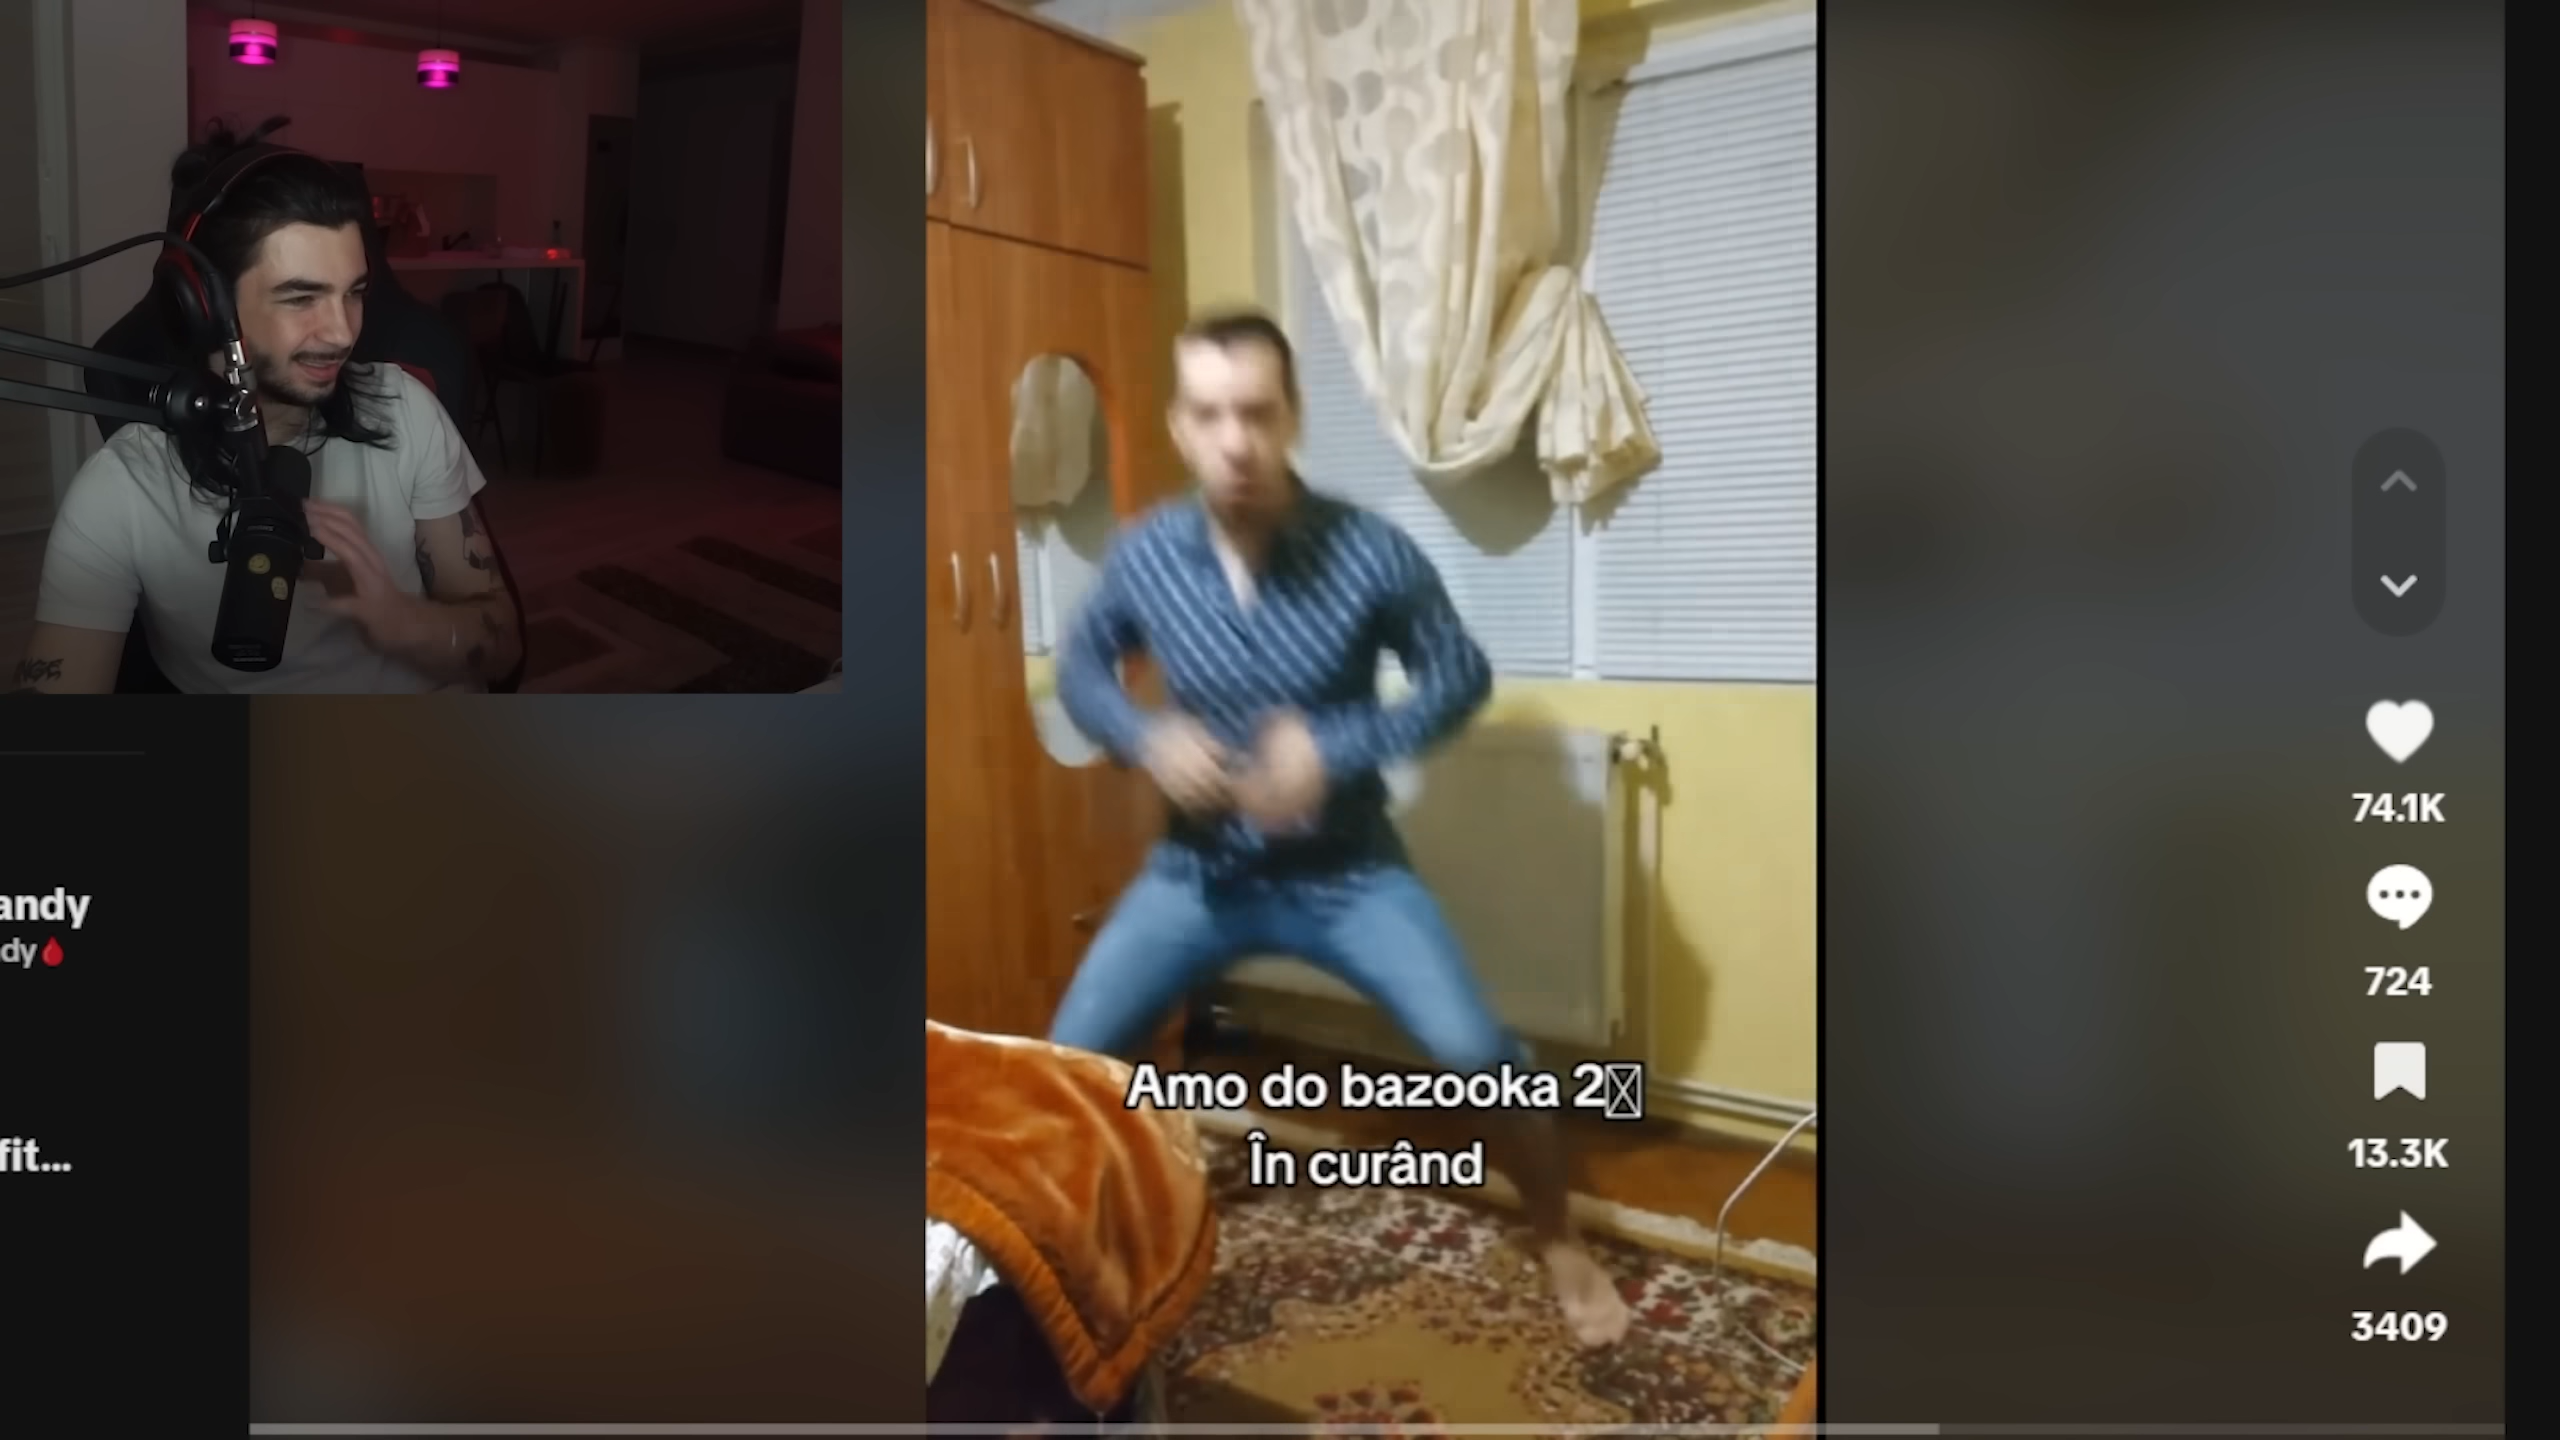 andy
dy
fit...
Amo do bazooka 2
În curând
74.1K
724
13.3K
3409